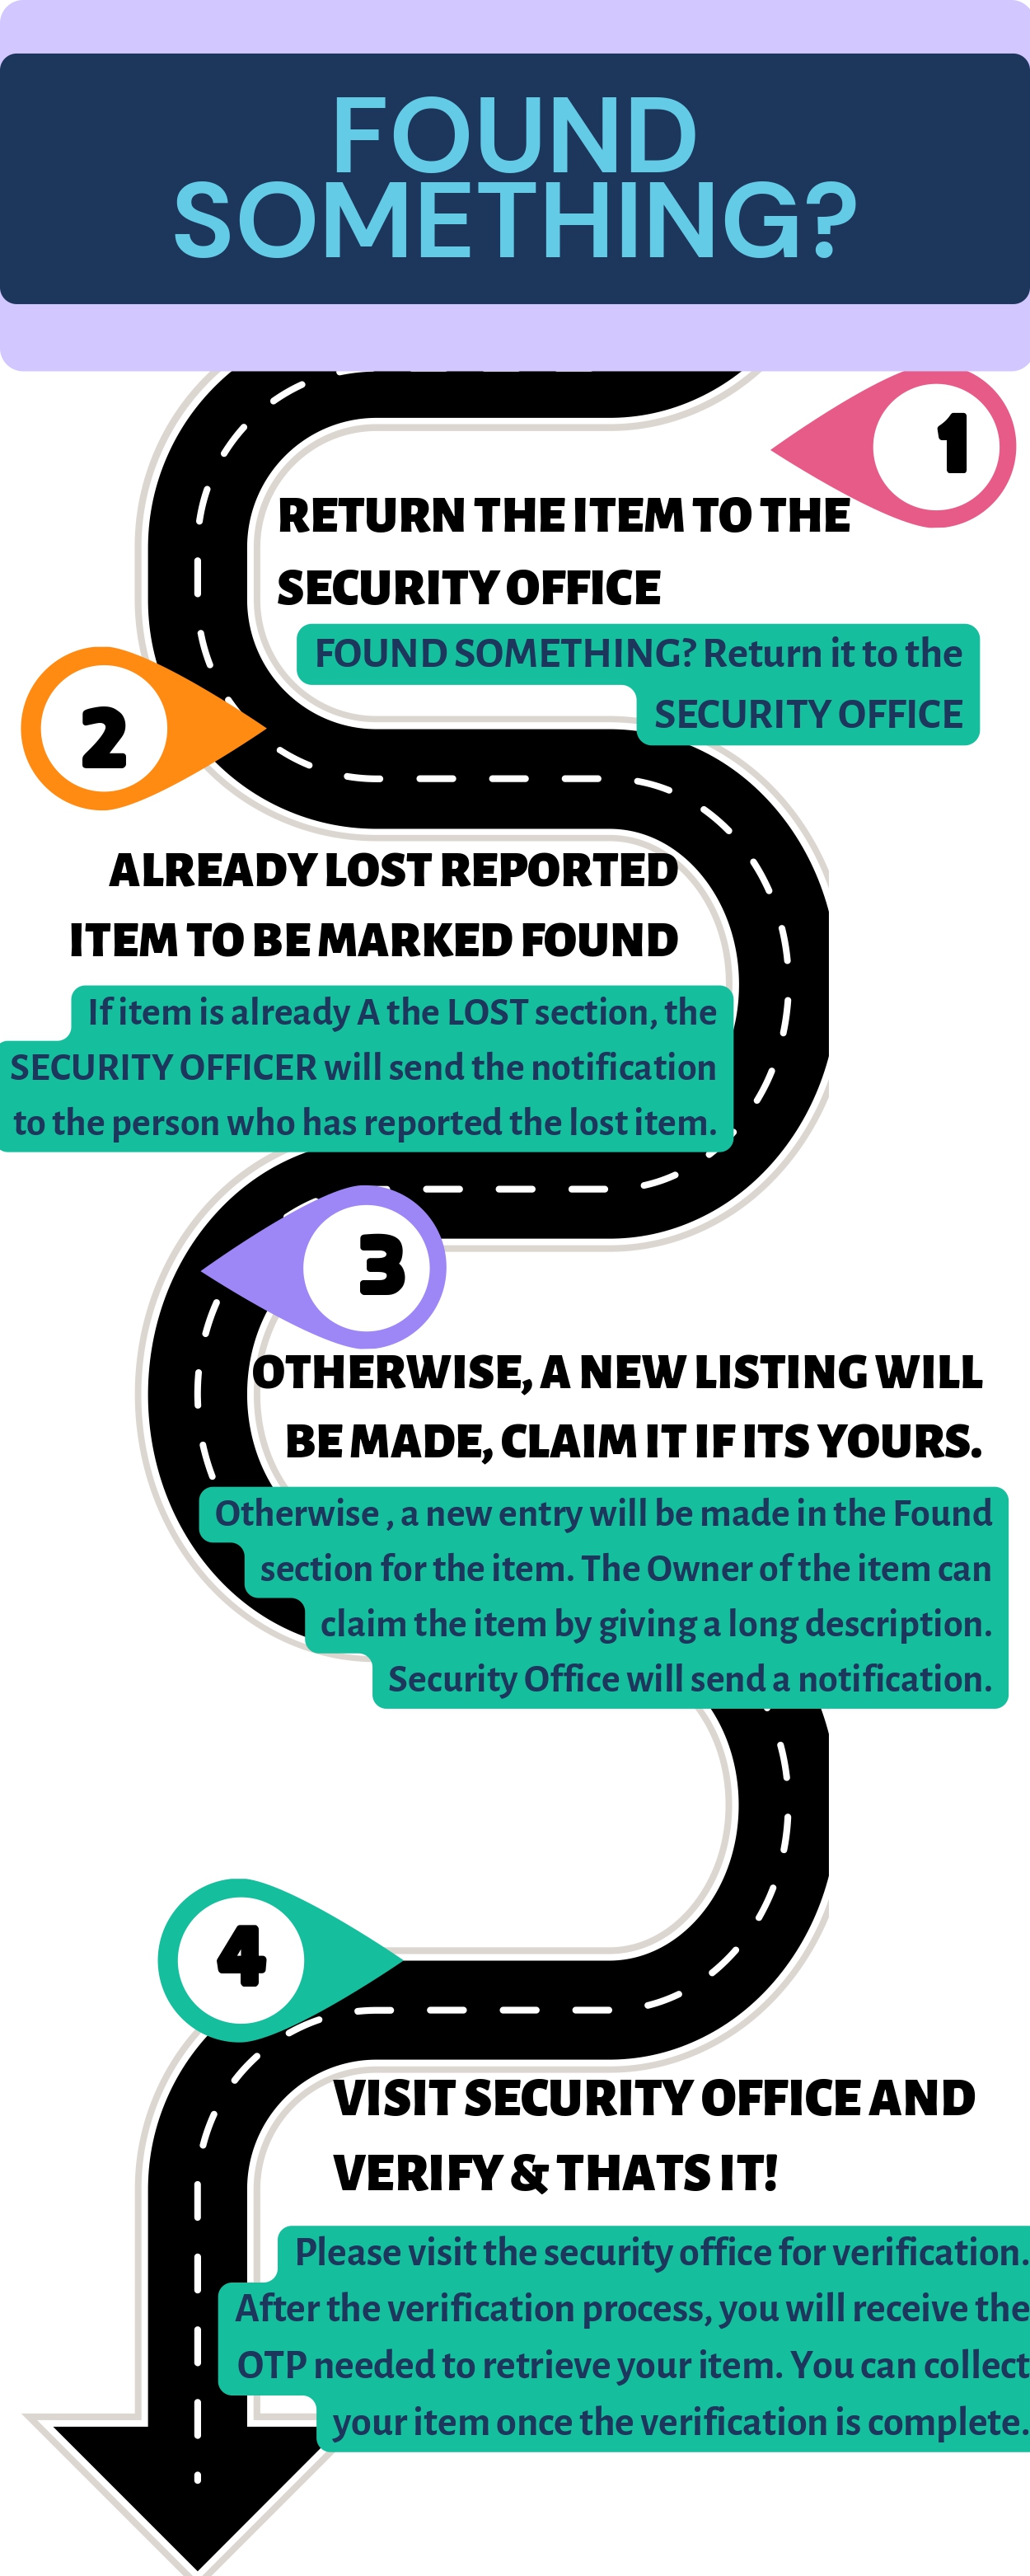 FOUND
SOMETHING?
1
RETURN THE ITEM TO THE
SECURITY OFFICE
FOUND SOMETHING? Return it to the
SECURITY OFFICE
2
ALREADY LOST REPORTED
ITEM TO BE MARKED FOUND
If item is already A the LOST section, the
SECURITY OFFICER will send the notification
to the person who has reported the lost item.
3
OTHERWISE, A NEW LISTING WILL
BE MADE, CLAIM IT IF ITS YOURS.
Otherwise , a new entry will be made in the Found
section for the item. The Owner of the item can
claim the item by giving a long description.
Security Office will send a notification.
4
VISIT SECURITY OFFICE AND
VERIFY & THATS IT!
Please visit the security office for verification.
After the verification process, you will receive the
OTP needed to retrieve your item. You can collect
your item once the verification is complete.